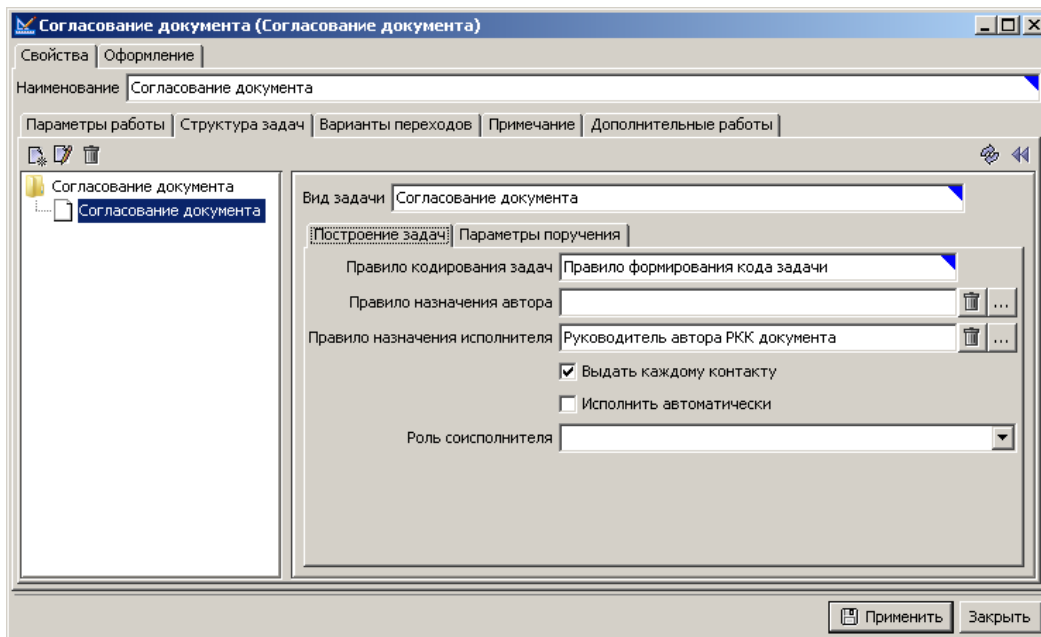 Согласование документа (Согласование документа)
Свойства Оформление
Наименование Согласование документа
Параметры работы Структура задач Варианты переходов Примечание Дополнительные работы
Согласование документа
Согласование документа
Вид задачи Согласование документа
Построение задач Параметры поручения
Правило кодирования задач Правило формирования кода задачи
Правило назначения автора ...
Правило назначения исполнителя Руководитель автора РКК документа ...
Выдать каждому контакту
Исполнить автоматически
Роль соисполнителя
Применить Закрыть